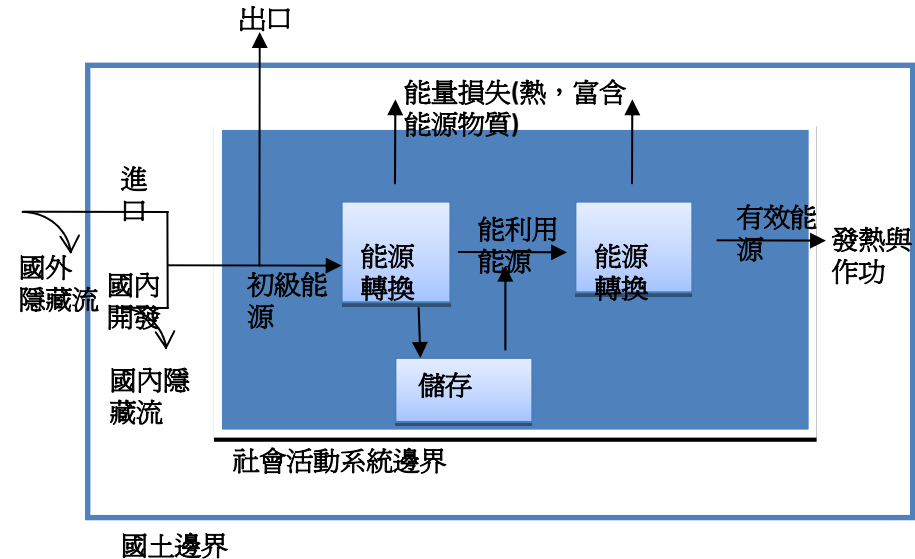 出口
能量損失(熱，富含
能源物質)
進
口
國外
隱藏流
國內
開發
國內隱
藏流
初級能
源
能源
轉換
能利用
能源
能源
轉換
有效能
源
發熱與
作功
儲存
社會活動系統邊界
國土邊界